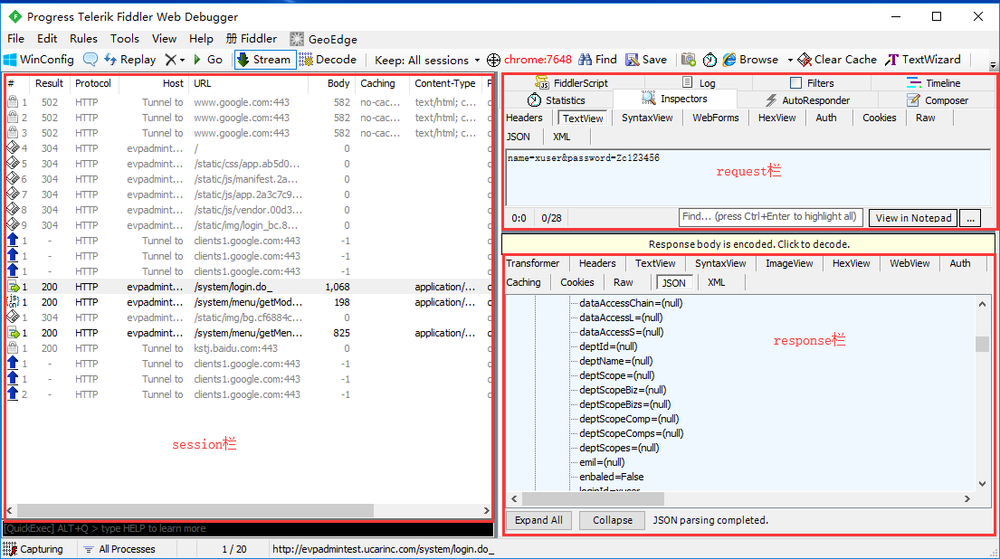 Progress Telerik Fiddler Web Debugger
File Edit Rules Tools View Help 册 Fiddler GeoEdge
WinConfig Replay Go Stream Decode Keep: All sessions chrome:7648 Find Save Browse Clear Cache TextWizard
# Result Protocol Host URL Body Caching Content-Type P
1 502 HTTP Tunnel to www.google.com:443 582 no-cac... text/html; c...
2 502 HTTP Tunnel to www.google.com:443 582 no-cac... text/html; c...
3 502 HTTP Tunnel to www.google.com:443 582 no-cac... text/html; c...
4 304 HTTP evpadmint... / 0
5 304 HTTP evpadmint... /static/css/app.ab5d0... 0
6 304 HTTP evpadmint... /static/js/manifest.2a... 0
7 304 HTTP evpadmint... /static/js/app.2a3c7c9... 0
8 304 HTTP evpadmint... /static/js/vendor.00d3... 0
9 304 HTTP evpadmint... /static/img/login_bc.8... 0
1 - HTTP Tunnel to clients1.google.com:443 -1
1 - HTTP Tunnel to clients1.google.com:443 -1
1 - HTTP Tunnel to clients1.google.com:443 -1
1 200 HTTP evpadmint... /system/login.do_ 1,068 application/...
1 200 HTTP evpadmint... /system/menu/getMod... 198 application/...
1 304 HTTP evpadmint... /static/img/bg.cf6884c... 0
1 200 HTTP evpadmint... /system/menu/getMen... 825 application/...
1 200 HTTP Tunnel to kstj.baidu.com:443 0
1 - HTTP Tunnel to clients1.google.com:443 -1
1 - HTTP Tunnel to clients1.google.com:443 -1
2 - HTTP Tunnel to clients1.google.com:443 -1
session栏
[QuickExec] ALT+Q > type HELP to learn more
Capturing All Processes 1 / 20 http://evpadmintest.ucarinc.com/system/login.do_
FiddlerScript Log Filters Timeline
Statistics Inspectors AutoResponder Composer
Headers TextView SyntaxView WebForms HexView Auth Cookies Raw
JSON XML
name=xuser&password=Zc123456
request栏
0:0 0/28 Find... (press Ctrl+Enter to highlight all) View in Notepad ...
Response body is encoded. Click to decode.
Transformer Headers TextView SyntaxView ImageView HexView WebView Auth
Caching Cookies Raw JSON XML
dataAccessChain=(null)
dataAccessL=(null)
dataAccessS=(null)
response栏
deptId=(null)
deptName=(null)
deptScope=(null)
deptScopeBiz=(null)
deptScopeBizs=(null)
deptScopeComp=(null)
deptScopeComps=(null)
deptScopes=(null)
emil=(null)
enbaled=False
loginId=xuser
Expand All Collapse JSON parsing completed.